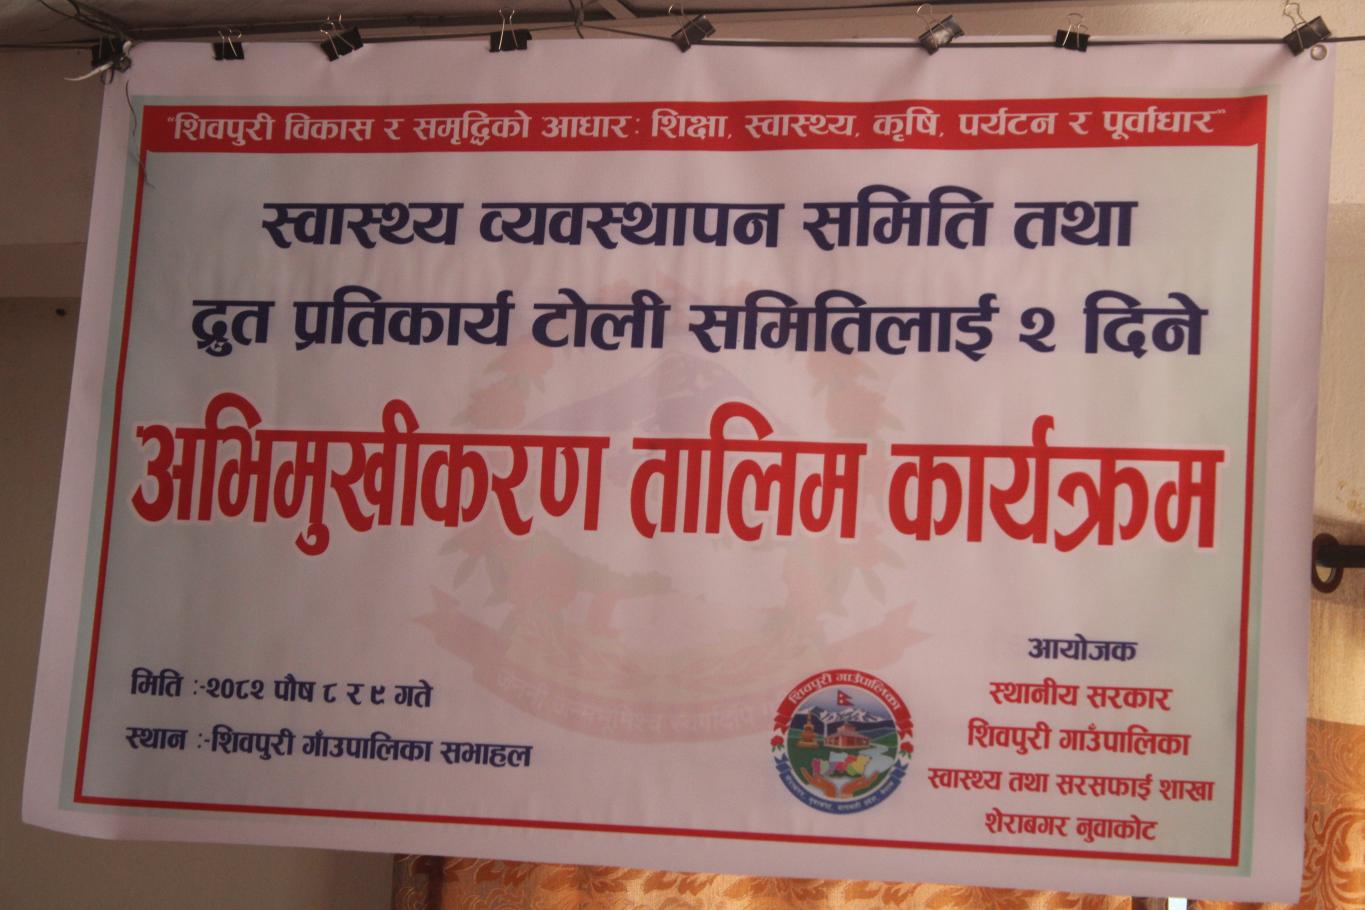 “शिवपुरी विकास र समृद्धिको आधारः शिक्षा, स्वास्थ्य, कृषि, पर्यटन र पूर्वाधार”
स्वास्थ्य व्यवस्थापन समिति तथा
द्रुत प्रतिकार्य टोली समितिलाई २ दिने
अभिमुखीकरण तालिम कार्यक्रम
मिति :-२०८२ पौष ८ र ९ गते
स्थान :-शिवपुरी गाँउपालिका सभाहल
शिवपुरी गाउँपालिका
आयोजक
स्थानीय सरकार
शिवपुरी गाउँपालिका
स्वास्थ्य तथा सरसफाई शाखा
शेराबगर नुवाकोट